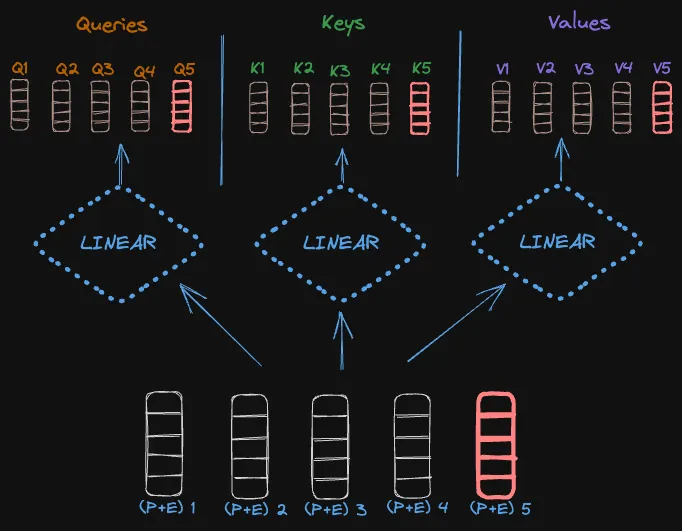 Queries Keys Values
Q1 Q2 Q3 Q4 Q5 K1 K2 K3 K4 K5 V1 V2 V3 V4 V5
LINEAR LINEAR LINEAR
(P+E) 1 (P+E) 2 (P+E) 3 (P+E) 4 (P+E) 5